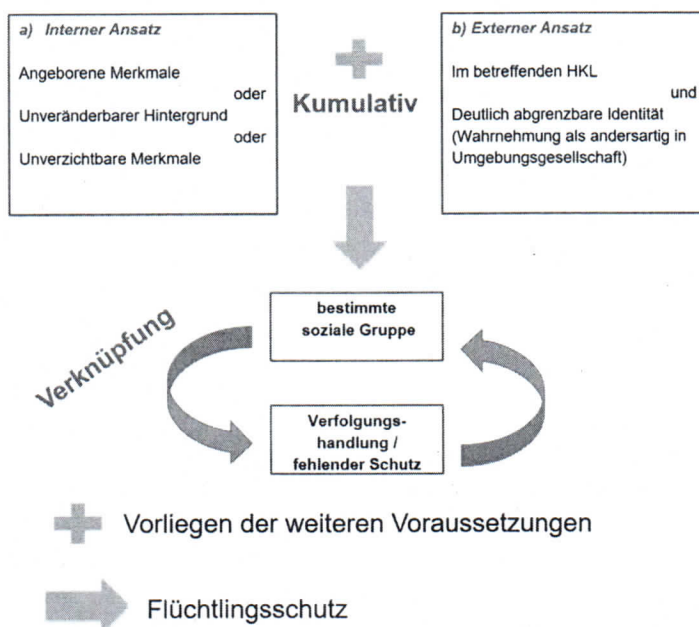 a) Interner Ansatz
Angeborene Merkmale
oder
Unveränderbarer Hintergrund
oder
Unverzichtbare Merkmale
Kumulativ
b) Externer Ansatz
Im betreffenden HKL
und
Deutlich abgrenzbare Identität
(Wahrnehmung als andersartig in
Umgebungsgesellschaft)
bestimmte
soziale Gruppe
Verknüpfung
Verfolgungs-
handlung /
fehlender Schutz
Vorliegen der weiteren Voraussetzungen
Flüchtlingsschutz